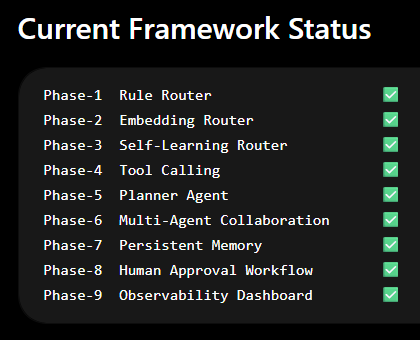 Current Framework Status
Phase-1 Rule Router ✅
Phase-2 Embedding Router ✅
Phase-3 Self-Learning Router ✅
Phase-4 Tool Calling ✅
Phase-5 Planner Agent ✅
Phase-6 Multi-Agent Collaboration ✅
Phase-7 Persistent Memory ✅
Phase-8 Human Approval Workflow ✅
Phase-9 Observability Dashboard ✅